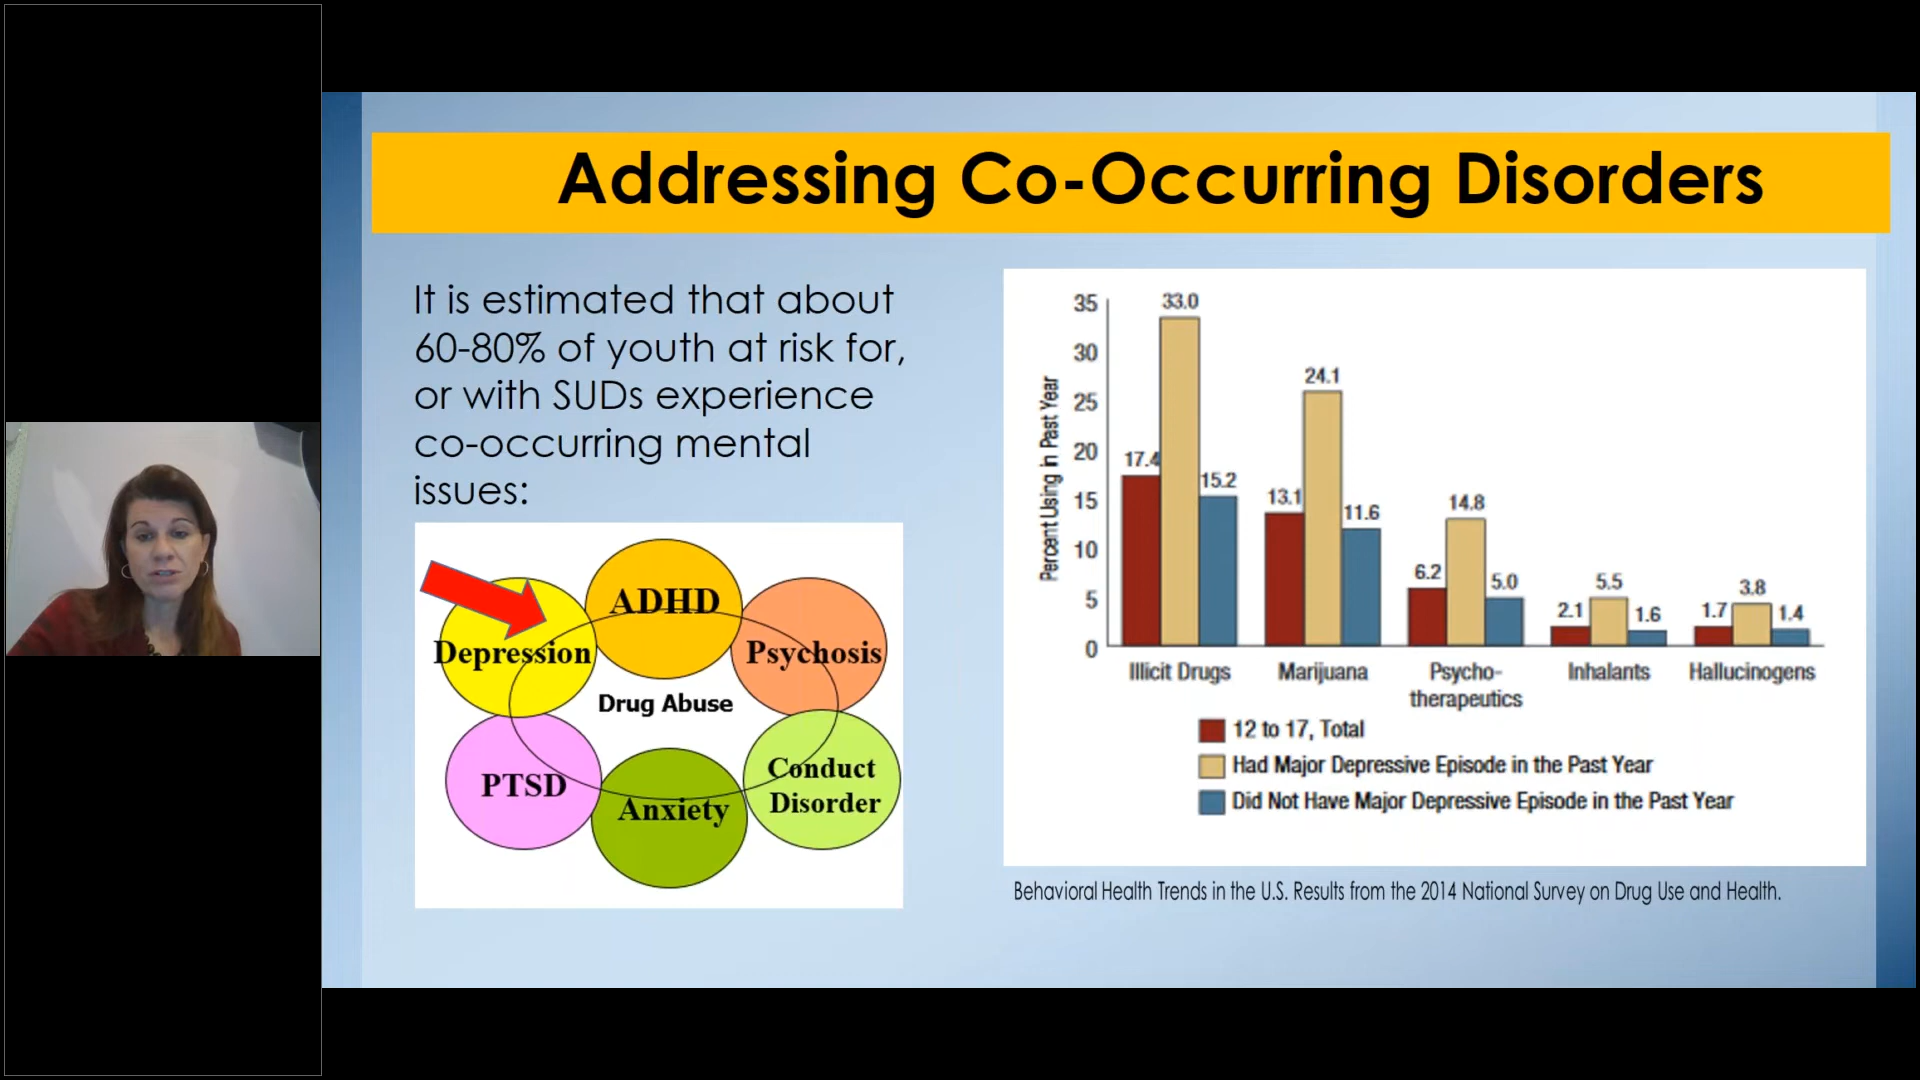 Addressing Co-Occurring Disorders
It is estimated that about
60-80% of youth at risk for,
or with SUDs experience
co-occurring mental
issues:
ADHD
Depression
Psychosis
Drug Abuse
PTSD
Anxiety
Conduct
Disorder
Percent Using in Past Year
35
30
25
20
15
10
5
0
17.4
33.0
15.2
13.1
24.1
11.6
6.2
14.8
5.0
2.1
5.5
1.6
1.7
3.8
1.4
Illicit Drugs
Marijuana
Psycho-
therapeutics
Inhalants
Hallucinogens
12 to 17, Total
Had Major Depressive Episode in the Past Year
Did Not Have Major Depressive Episode in the Past Year
Behavioral Health Trends in the U.S. Results from the 2014 National Survey on Drug Use and Health.